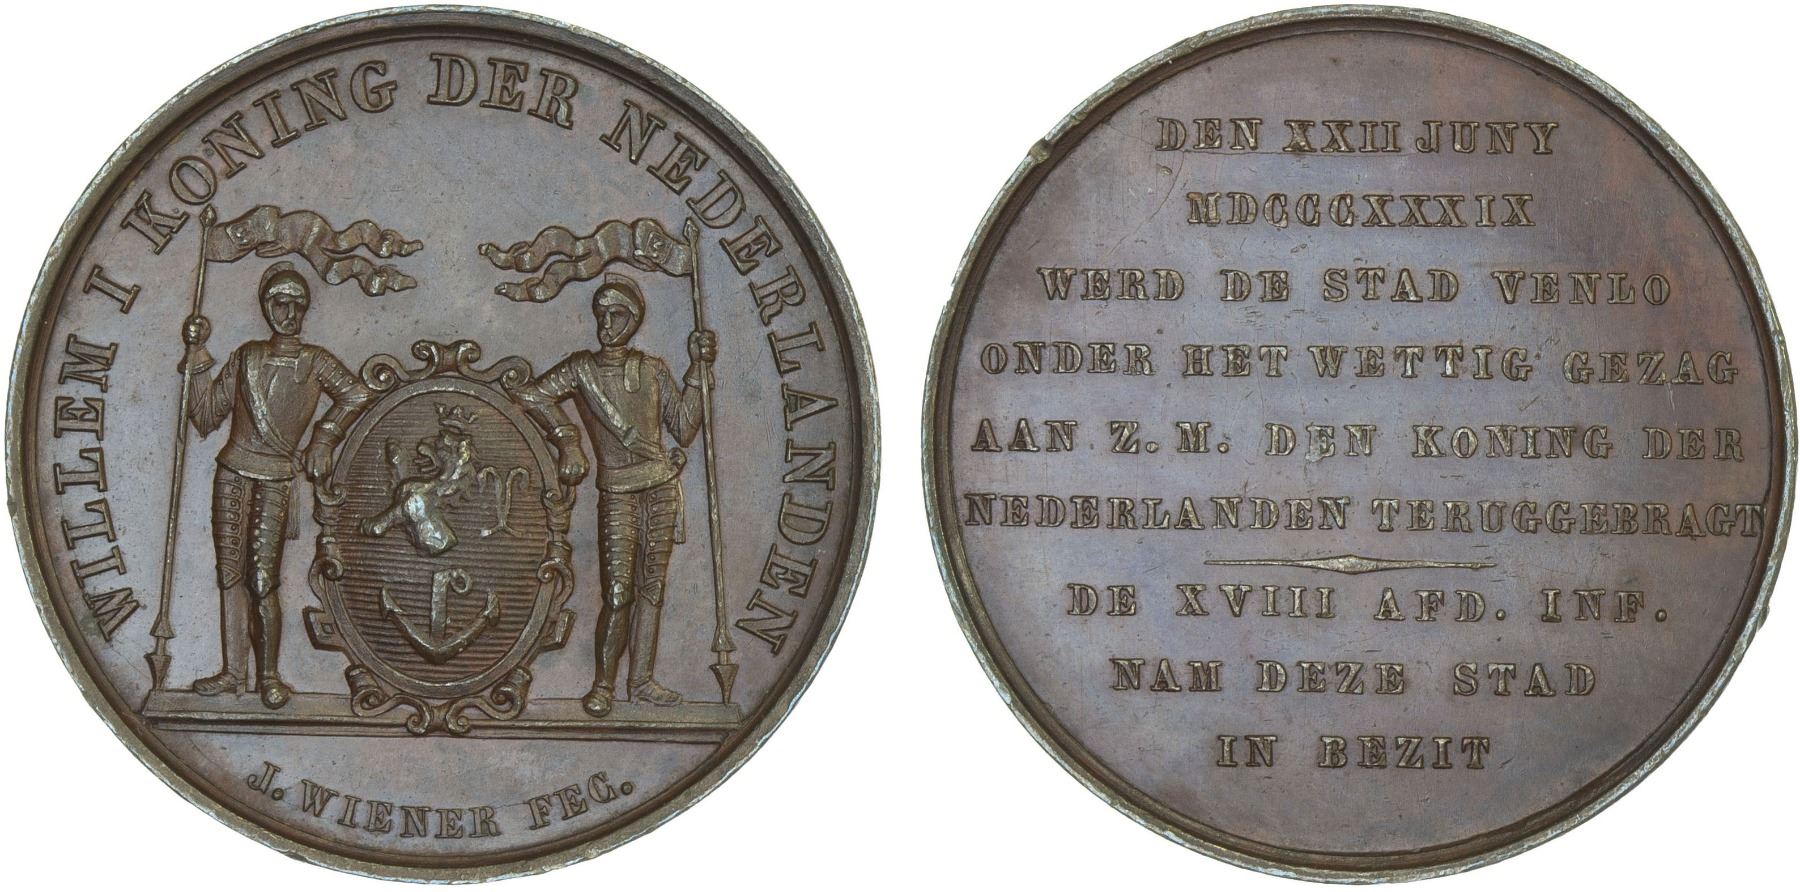 WILLEM I KONING DER NEDERLANDEN
J. WIENER FEC.
DEN XXII JUNY
MDCCCXXXIX
WERD DE STAD VENLO
ONDER HET WETTIG GEZAG
AAN Z. M. DEN KONING DER
NEDERLANDEN TERUGGEBRAGT
DE XVIII AFD. INF.
NAM DEZE STAD
IN BEZIT